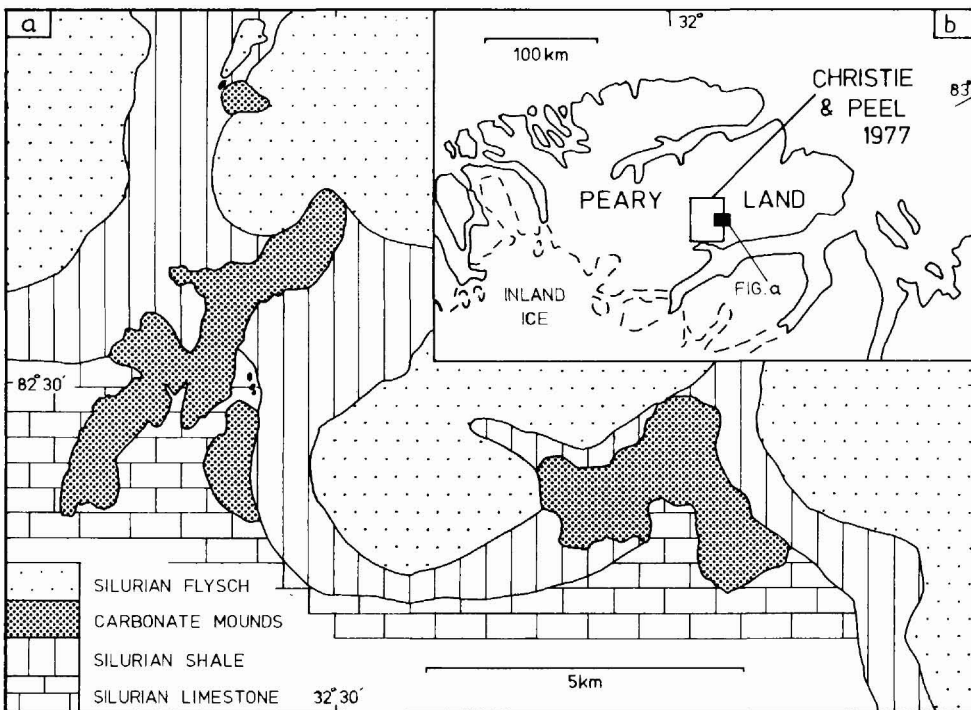 a
32°
b
100 km
83°
CHRISTIE
& PEEL
1977
PEARY LAND
FIG. a
INLAND
ICE
82° 30′
SILURIAN FLYSCH
CARBONATE MOUNDS
SILURIAN SHALE
SILURIAN LIMESTONE
32° 30′
5km